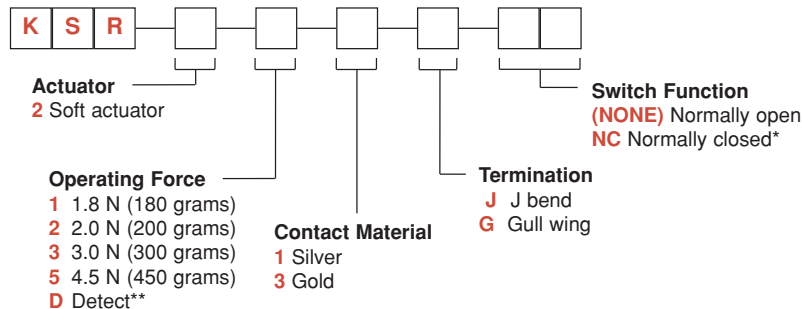 K S R
Actuator
2 Soft actuator
Switch Function
(NONE) Normally open
NC Normally closed*
Operating Force
1 1.8 N (180 grams)
2 2.0 N (200 grams)
3 3.0 N (300 grams)
5 4.5 N (450 grams)
D Detect**
Contact Material
1 Silver
3 Gold
Termination
J J bend
G Gull wing